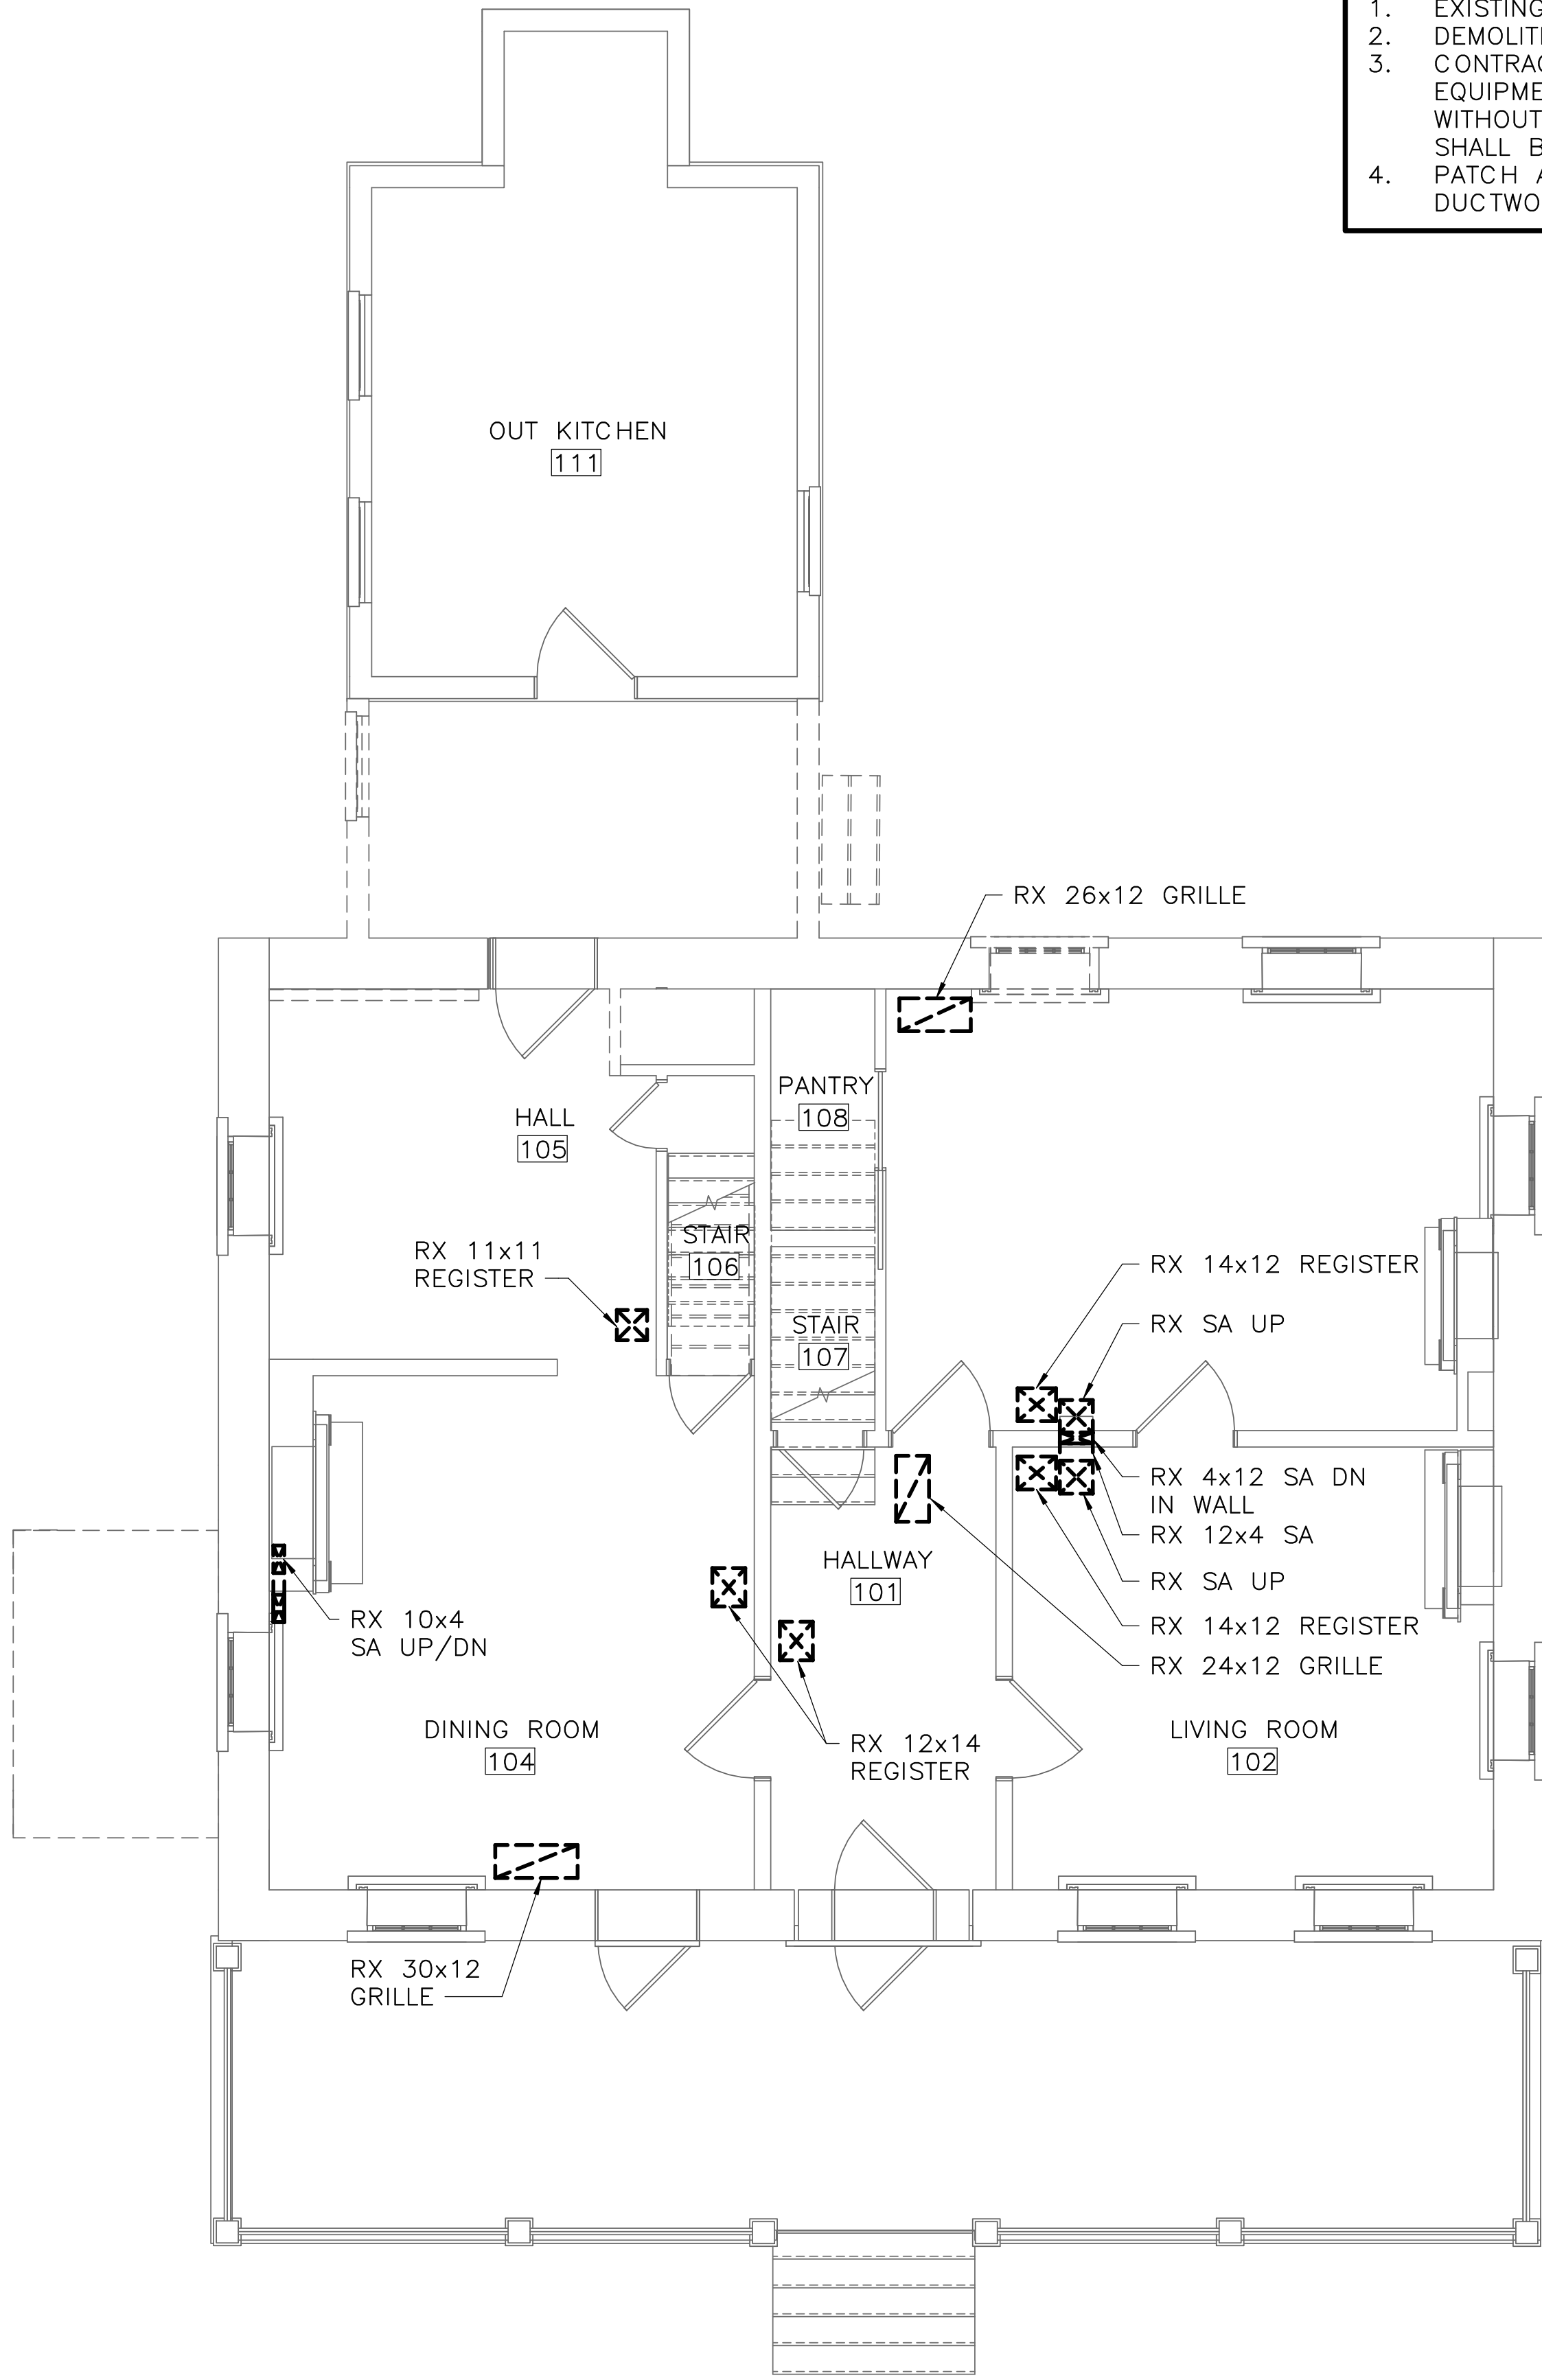 1. EXISTING
2. DEMOLITI
3. CONTRAC
EQUIPME
WITHOUT
SHALL B
4. PATCH A
DUCTWO
OUT KITCHEN
111
RX 26x12 GRILLE
PANTRY
108
HALL
105
STAIR
106
RX 11x11
REGISTER
RX 14x12 REGISTER
RX SA UP
STAIR
107
RX 4x12 SA DN
IN WALL
RX 12x4 SA
HALLWAY
101
RX SA UP
RX 10x4
SA UP/DN
RX 14x12 REGISTER
RX 24x12 GRILLE
DINING ROOM
104
RX 12x14
REGISTER
LIVING ROOM
102
RX 30x12
GRILLE